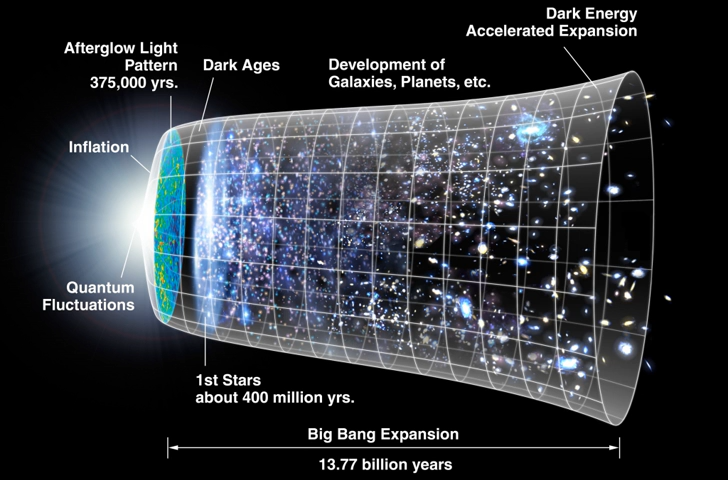 Dark Energy
Accelerated Expansion
Afterglow Light
Pattern
375,000 yrs.
Dark Ages
Development of
Galaxies, Planets, etc.
Inflation
Quantum
Fluctuations
1st Stars
about 400 million yrs.
Big Bang Expansion
13.77 billion years